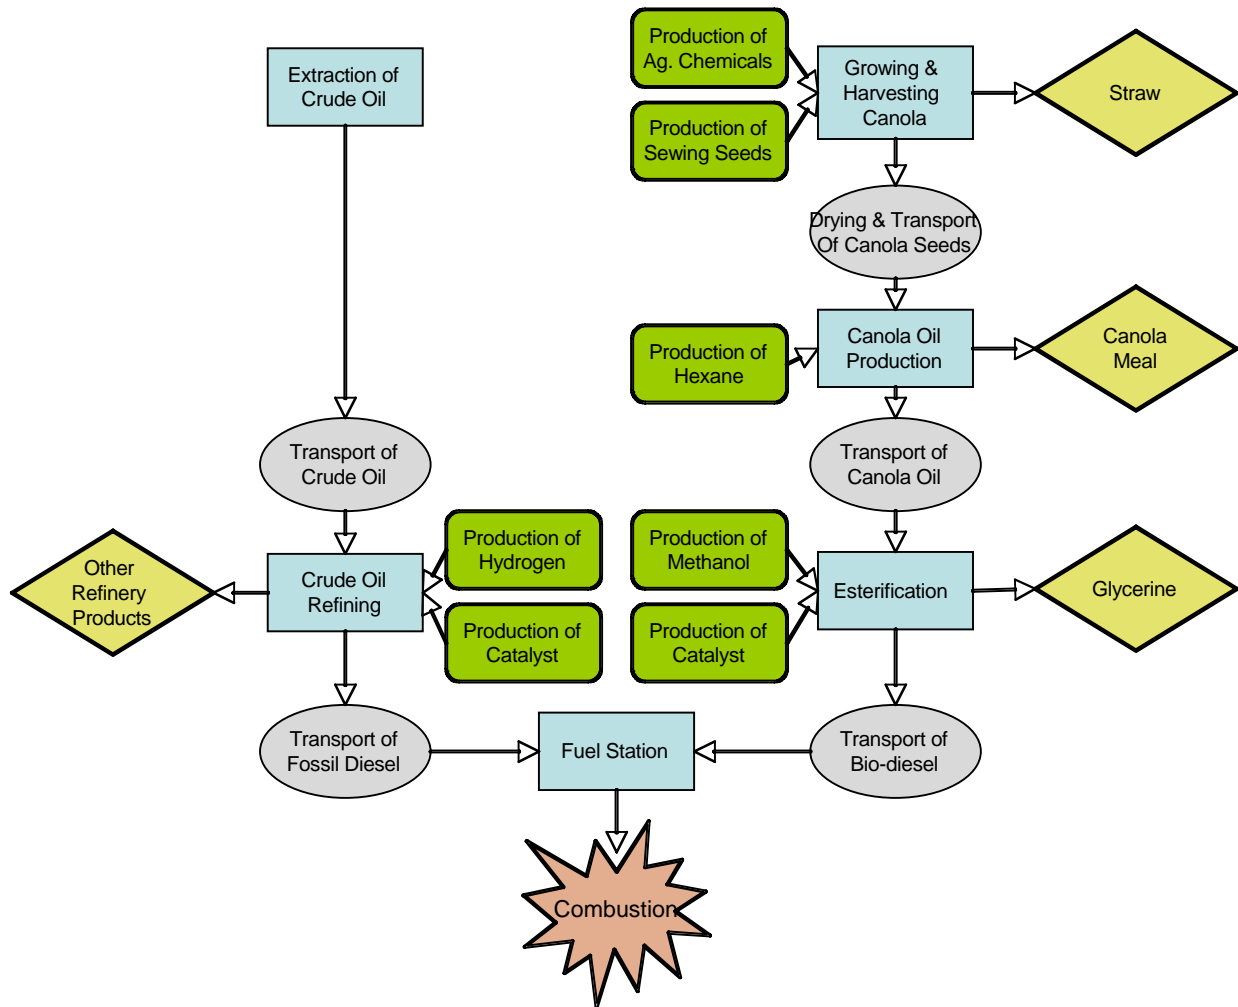 Production of
Ag. Chemicals
Extraction of
Crude Oil
Growing &
Harvesting
Canola
Straw
Production of
Sewing Seeds
Drying & Transport
Of Canola Seeds
Production of
Hexane
Canola Oil
Production
Canola
Meal
Transport of
Crude Oil
Transport of
Canola Oil
Other
Refinery
Products
Crude Oil
Refining
Production of
Hydrogen
Production of
Catalyst
Production of
Methanol
Production of
Catalyst
Esterification
Glycerine
Transport of
Fossil Diesel
Fuel Station
Transport of
Bio-diesel
Combustion